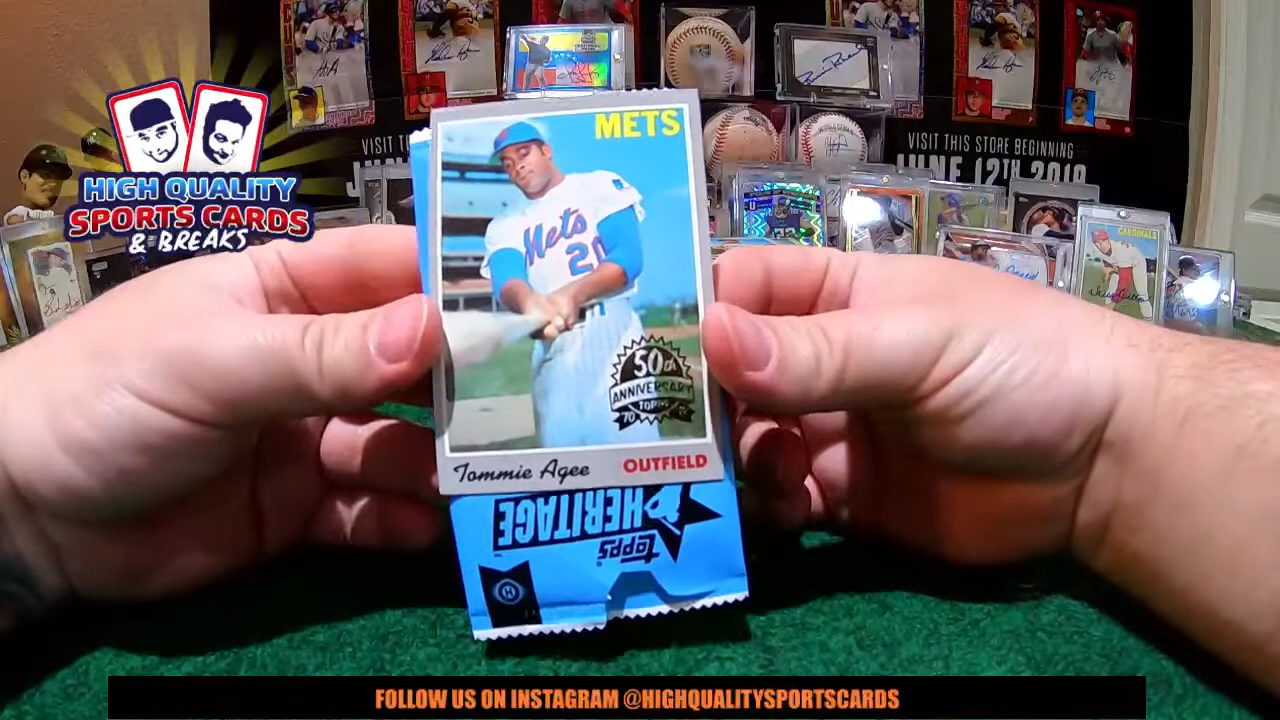 HIGH QUALITY
SPORTS CARDS
& BREAKS
VISIT THIS STORE BEGINNING
JUNE 12TH 2019
CARDINALS
METS
Mets
20
50th
ANNIVERSARY
TOPPS
70
Tommie Agee
OUTFIELD
topps
HERITAGE
H
FOLLOW US ON INSTAGRAM @HIGHQUALITYSPORTSCARDS